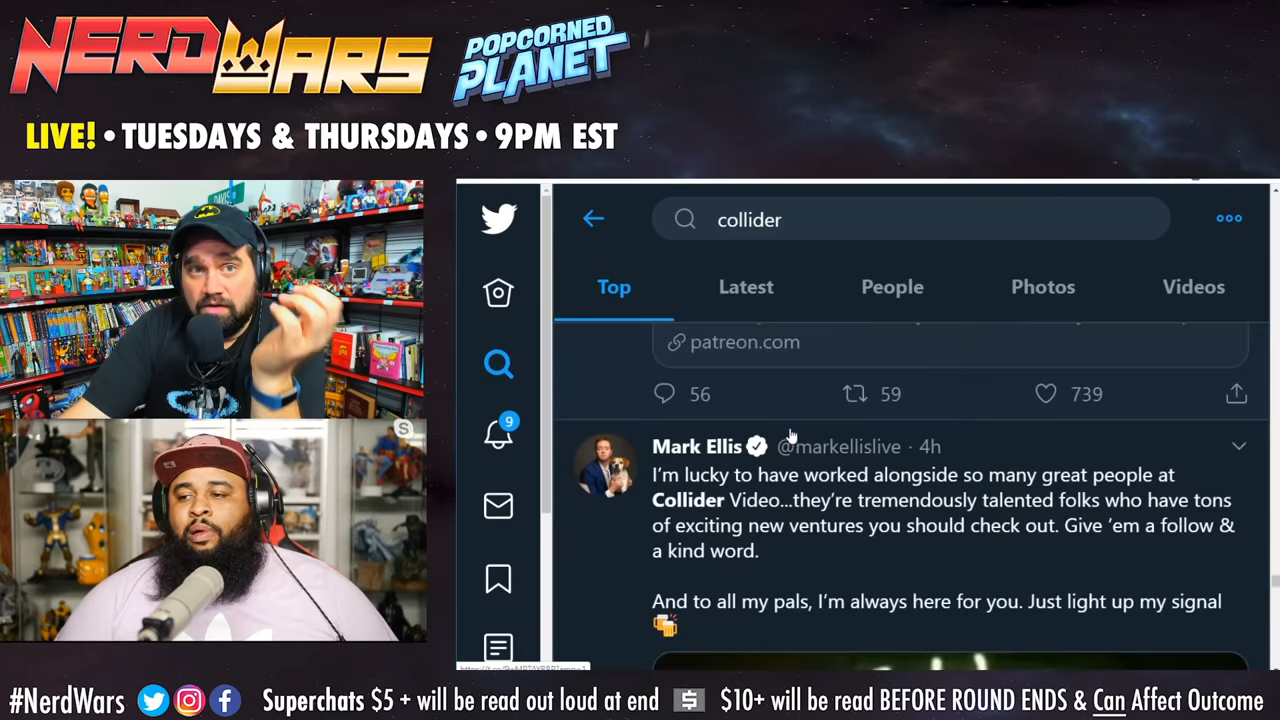 NERD WARS
POPCORNED
PLANET
LIVE! • TUESDAYS & THURSDAYS • 9PM EST
DAVIS
collider
Top
Latest
People
Photos
Videos
patreon.com
56
59
739
9
Mark Ellis @markellislive · 4h
I'm lucky to have worked alongside so many great people at
Collider Video...they're tremendously talented folks who have tons
of exciting new ventures you should check out. Give 'em a follow &
a kind word.
And to all my pals, I'm always here for you. Just light up my signal
#NerdWars
Superchats $5 + will be read out loud at end
$10+ will be read BEFORE ROUND ENDS & Can Affect Outcome